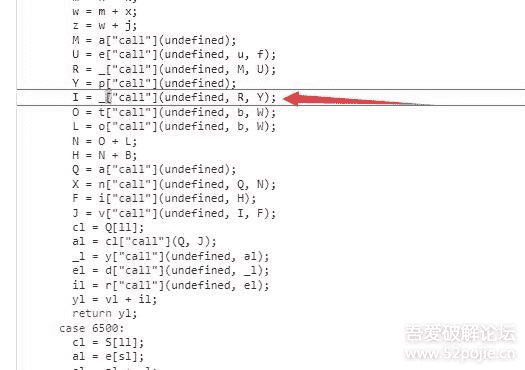 w = m + x;
z = w + j;
M = a["call"](undefined);
U = e["call"](undefined, u, f);
R = _["call"](undefined, M, U);
Y = p["call"](undefined);
I = _["call"](undefined, R, Y);
O = t["call"](undefined, b, W);
L = o["call"](undefined, b, W);
N = O + L;
H = N + B;
Q = a["call"](undefined);
X = n["call"](undefined, Q, N);
F = i["call"](undefined, H);
J = v["call"](undefined, I, F);
cl = Q[ll];
al = cl["call"](Q, J);
_l = y["call"](undefined, al);
el = d["call"](undefined, _l);
il = r["call"](undefined, el);
yl = vl + il;
return yl;
case 6500:
cl = S[ll];
al = e[sl];
吾爱破解论坛
www.52pojie.cn